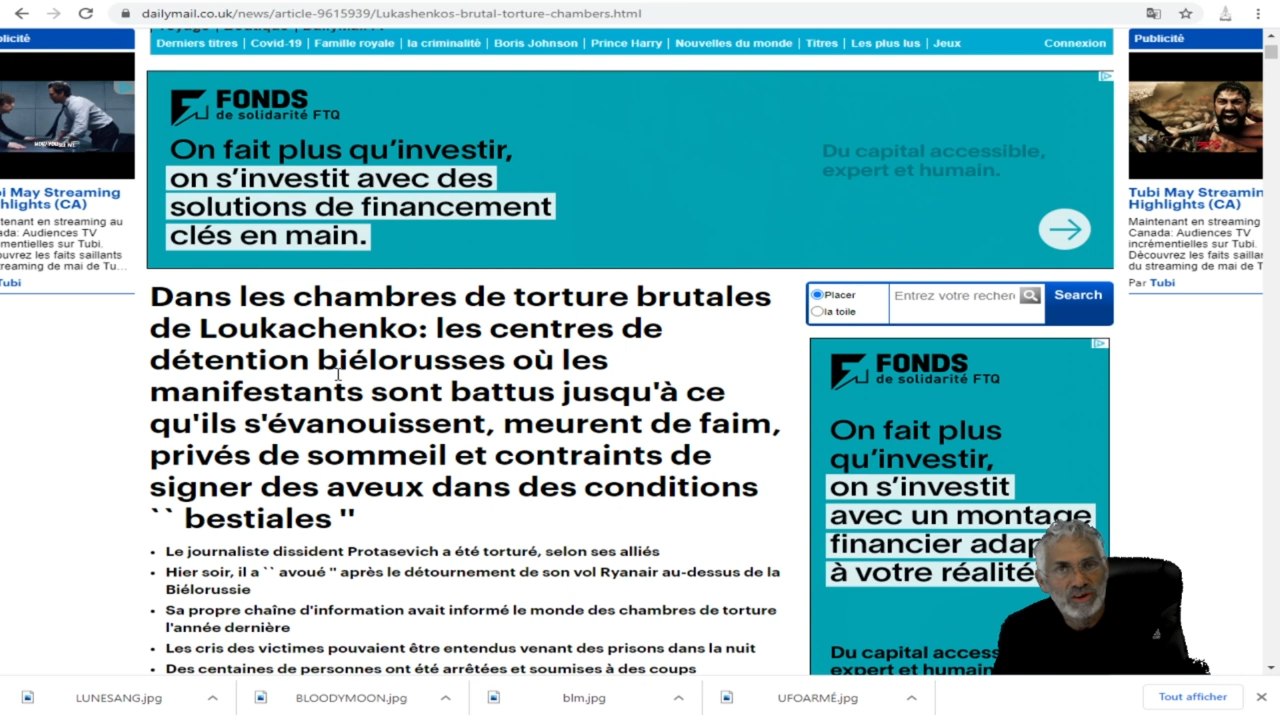 dailymail.co.uk/news/article-9615939/Lukashenkos-brutal-torture-chambers.html
Derniers titres | Covid-19 | Famille royale | la criminalité | Boris Johnson | Prince Harry | Nouvelles du monde | Titres | Les plus lus | Jeux
Connexion
Publicité
FONDS
de solidarité FTQ
On fait plus qu'investir,
on s'investit avec des
solutions de financement
clés en main.
Du capital accessible,
expert et humain.
May Streaming
Highlights (CA)
Tubi
Tubi May
Highlights (CA)
Maintenant en streaming
Canada: Audiences TV
incrémentielles sur Tubi.
Découvrez les faits
du streaming de mai de
Par Tubi
Dans les chambres de torture brutales
de Loukachenko: les centres de
détention biélorusses où les
manifestants sont battus jusqu'à ce
qu'ils s'évanouissent, meurent de faim,
privés de sommeil et contraints de
signer des aveux dans des conditions
`` bestiales ''
Le journaliste dissident Protasevich a été torturé, selon ses alliés
Hier soir, il a `` avoué '' après le détournement de son vol Ryanair au-dessus de la
Biélorussie
Sa propre chaîne d'information avait informé le monde des chambres de torture
l'année dernière
Les cris des victimes pouvaient être entendus venant des prisons dans la nuit
Des centaines de personnes ont été arrêtées et soumises à des coups
Placer
la toile
Entrez votre recher
Search
FONDS
de solidarité FTQ
On fait plus
qu'investir,
on s'investit
avec un montage
financier
à votre réalité
Du capital
expert et humain
LUNESANG.jpg
BLOODYMOON.jpg
blm.jpg
UFOARMÉ.jpg
Tout afficher